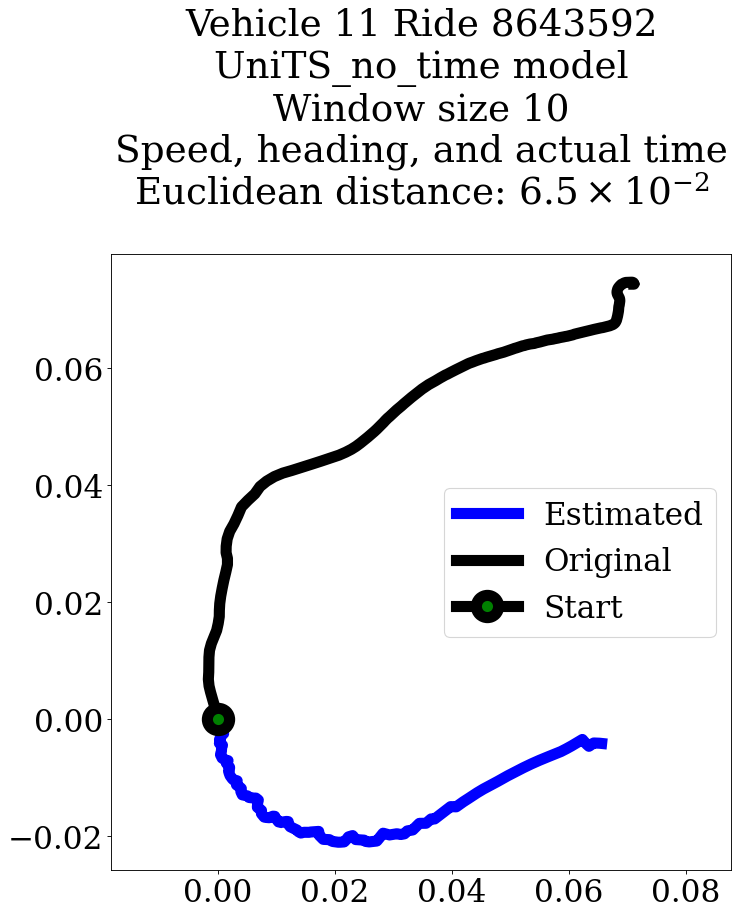 Vehicle 11 Ride 8643592
UniTS_no_time model
Window size 10
Speed, heading, and actual time
Euclidean distance: 6.5 × 10⁻²
0.06
0.04
0.02
0.00
−0.02
Estimated
Original
Start
0.00 0.02 0.04 0.06 0.08